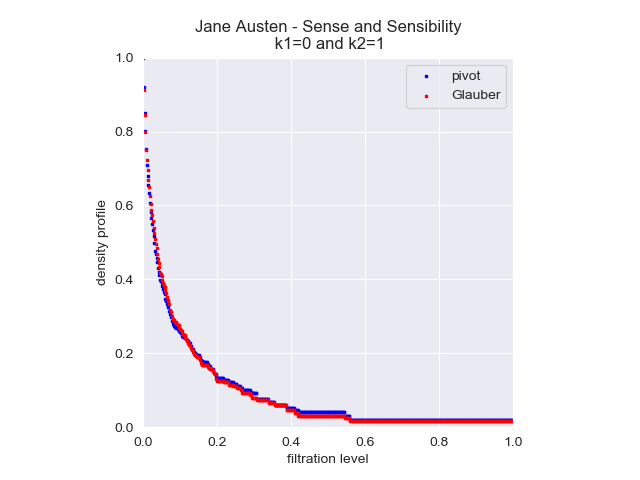 Jane Austen - Sense and Sensibility
k1=0 and k2=1
pivot
Glauber
density profile
1.0
0.8
0.6
0.4
0.2
0.0
0.0 0.2 0.4 0.6 0.8 1.0
filtration level